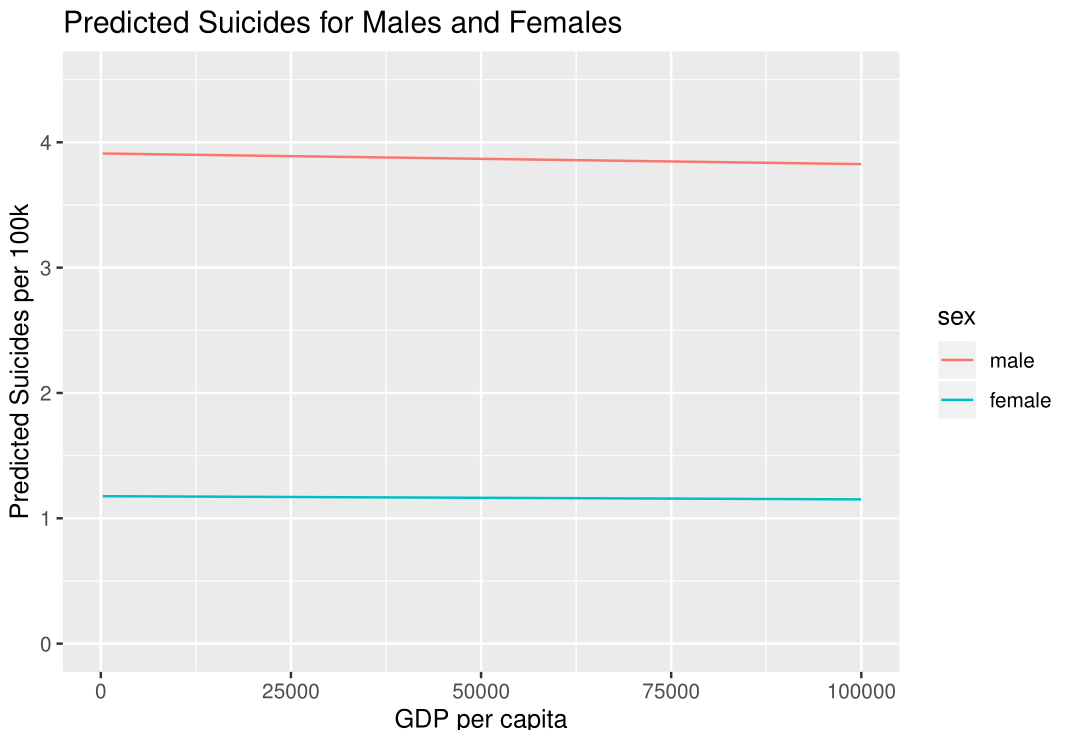 Predicted Suicides for Males and Females
Predicted Suicides per 100k
4
3
2
1
0
0 25000 50000 75000 100000
GDP per capita
sex
male
female